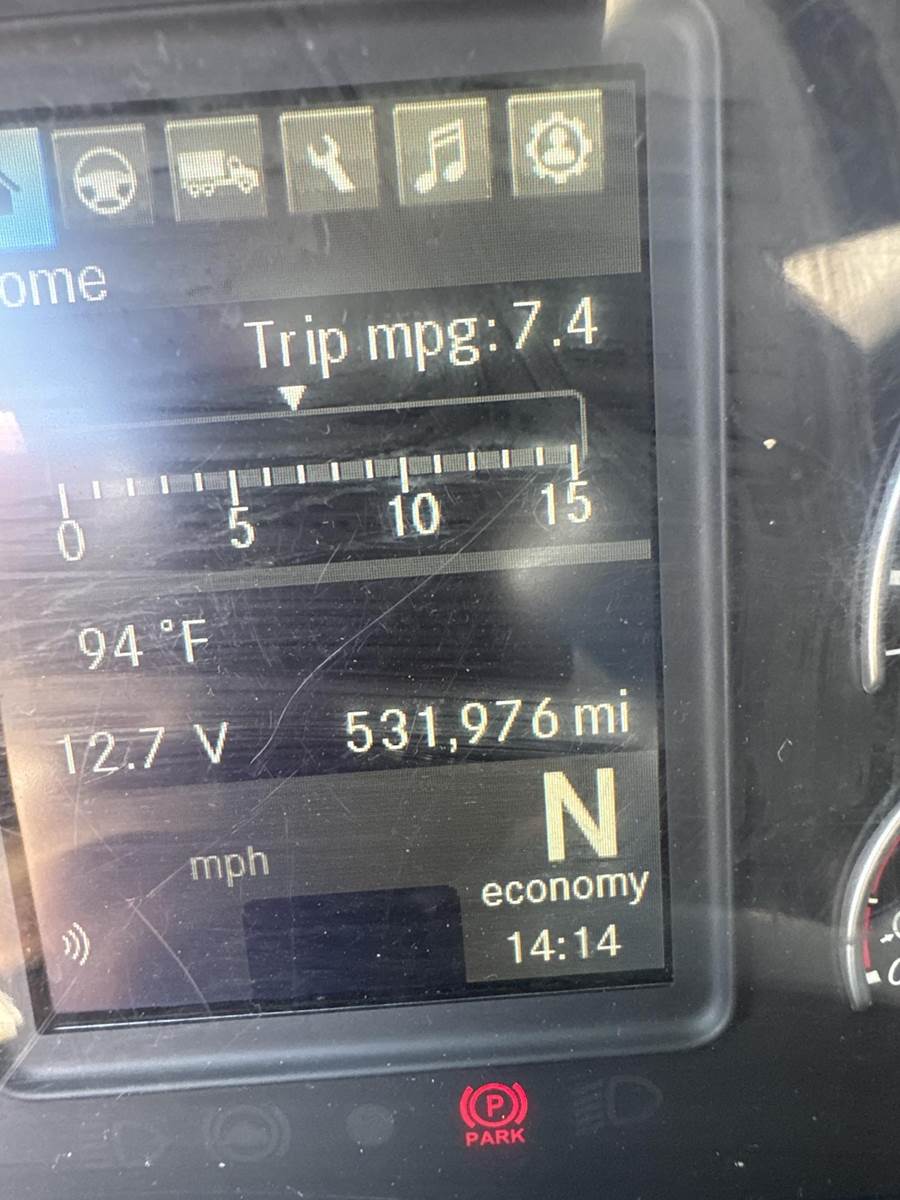 ome
Trip mpg: 7.4
0 5 10 15
94 °F
12.7 V 531,976 mi
N
mph
economy
14:14
P
PARK